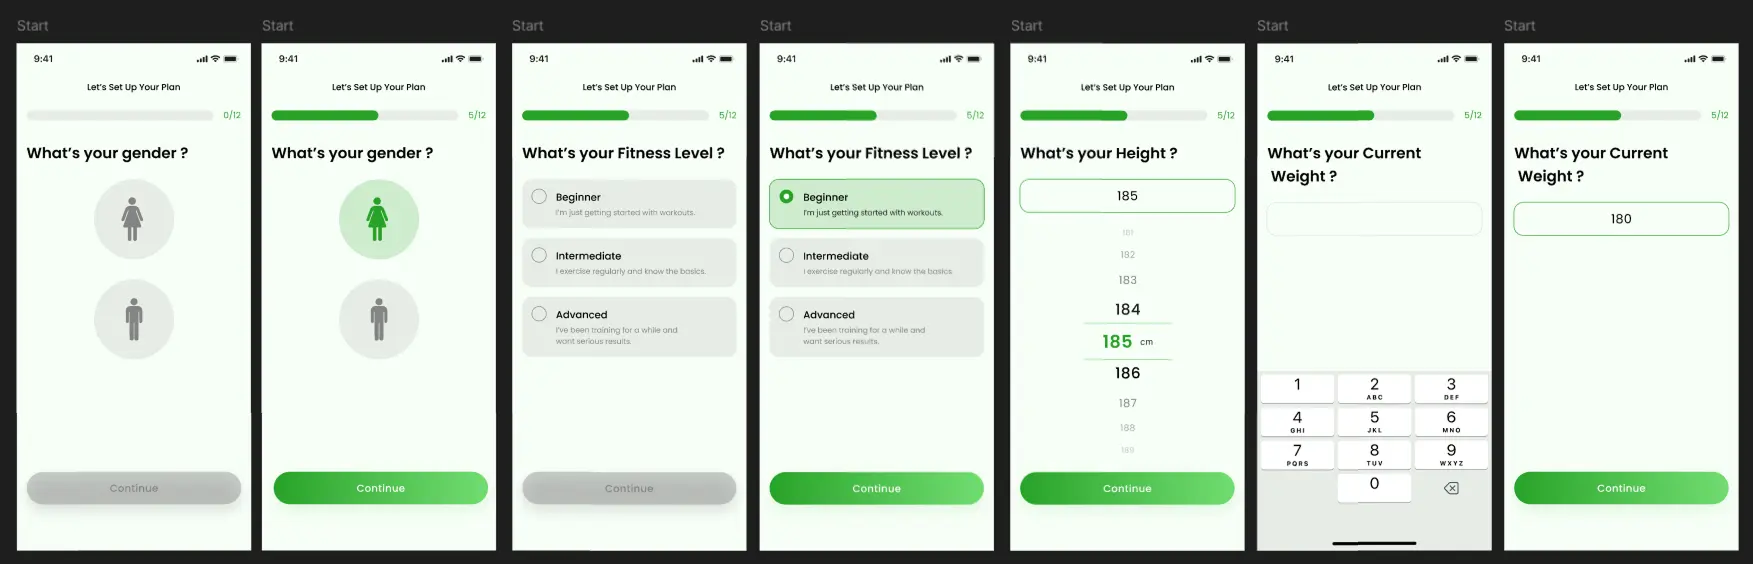 Start
9:41
Let's Set Up Your Plan
0/12
What's your gender ?
Continue
Start
9:41
Let's Set Up Your Plan
5/12
What's your gender ?
Continue
Start
9:41
Let's Set Up Your Plan
5/12
What's your Fitness Level ?
Beginner
I'm just getting started with workouts.
Intermediate
I exercise regularly and know the basics.
Advanced
I've been training for a while and
want serious results.
Continue
Start
9:41
Let's Set Up Your Plan
5/12
What's your Fitness Level ?
Beginner
I'm just getting started with workouts.
Intermediate
I exercise regularly and know the basics.
Advanced
I've been training for a while and
want serious results.
Continue
Start
9:41
Let's Set Up Your Plan
5/12
What's your Height ?
185
181
182
183
184
185 cm
186
187
188
189
Continue
Start
9:41
Let's Set Up Your Plan
5/12
What's your Current
Weight ?
1
2 ABC
3 DEF
4 GHI
5 JKL
6 MNO
7 PQRS
8 TUV
9 WXYZ
0
Start
9:41
Let's Set Up Your Plan
5/12
What's your Current
Weight ?
180
Continue